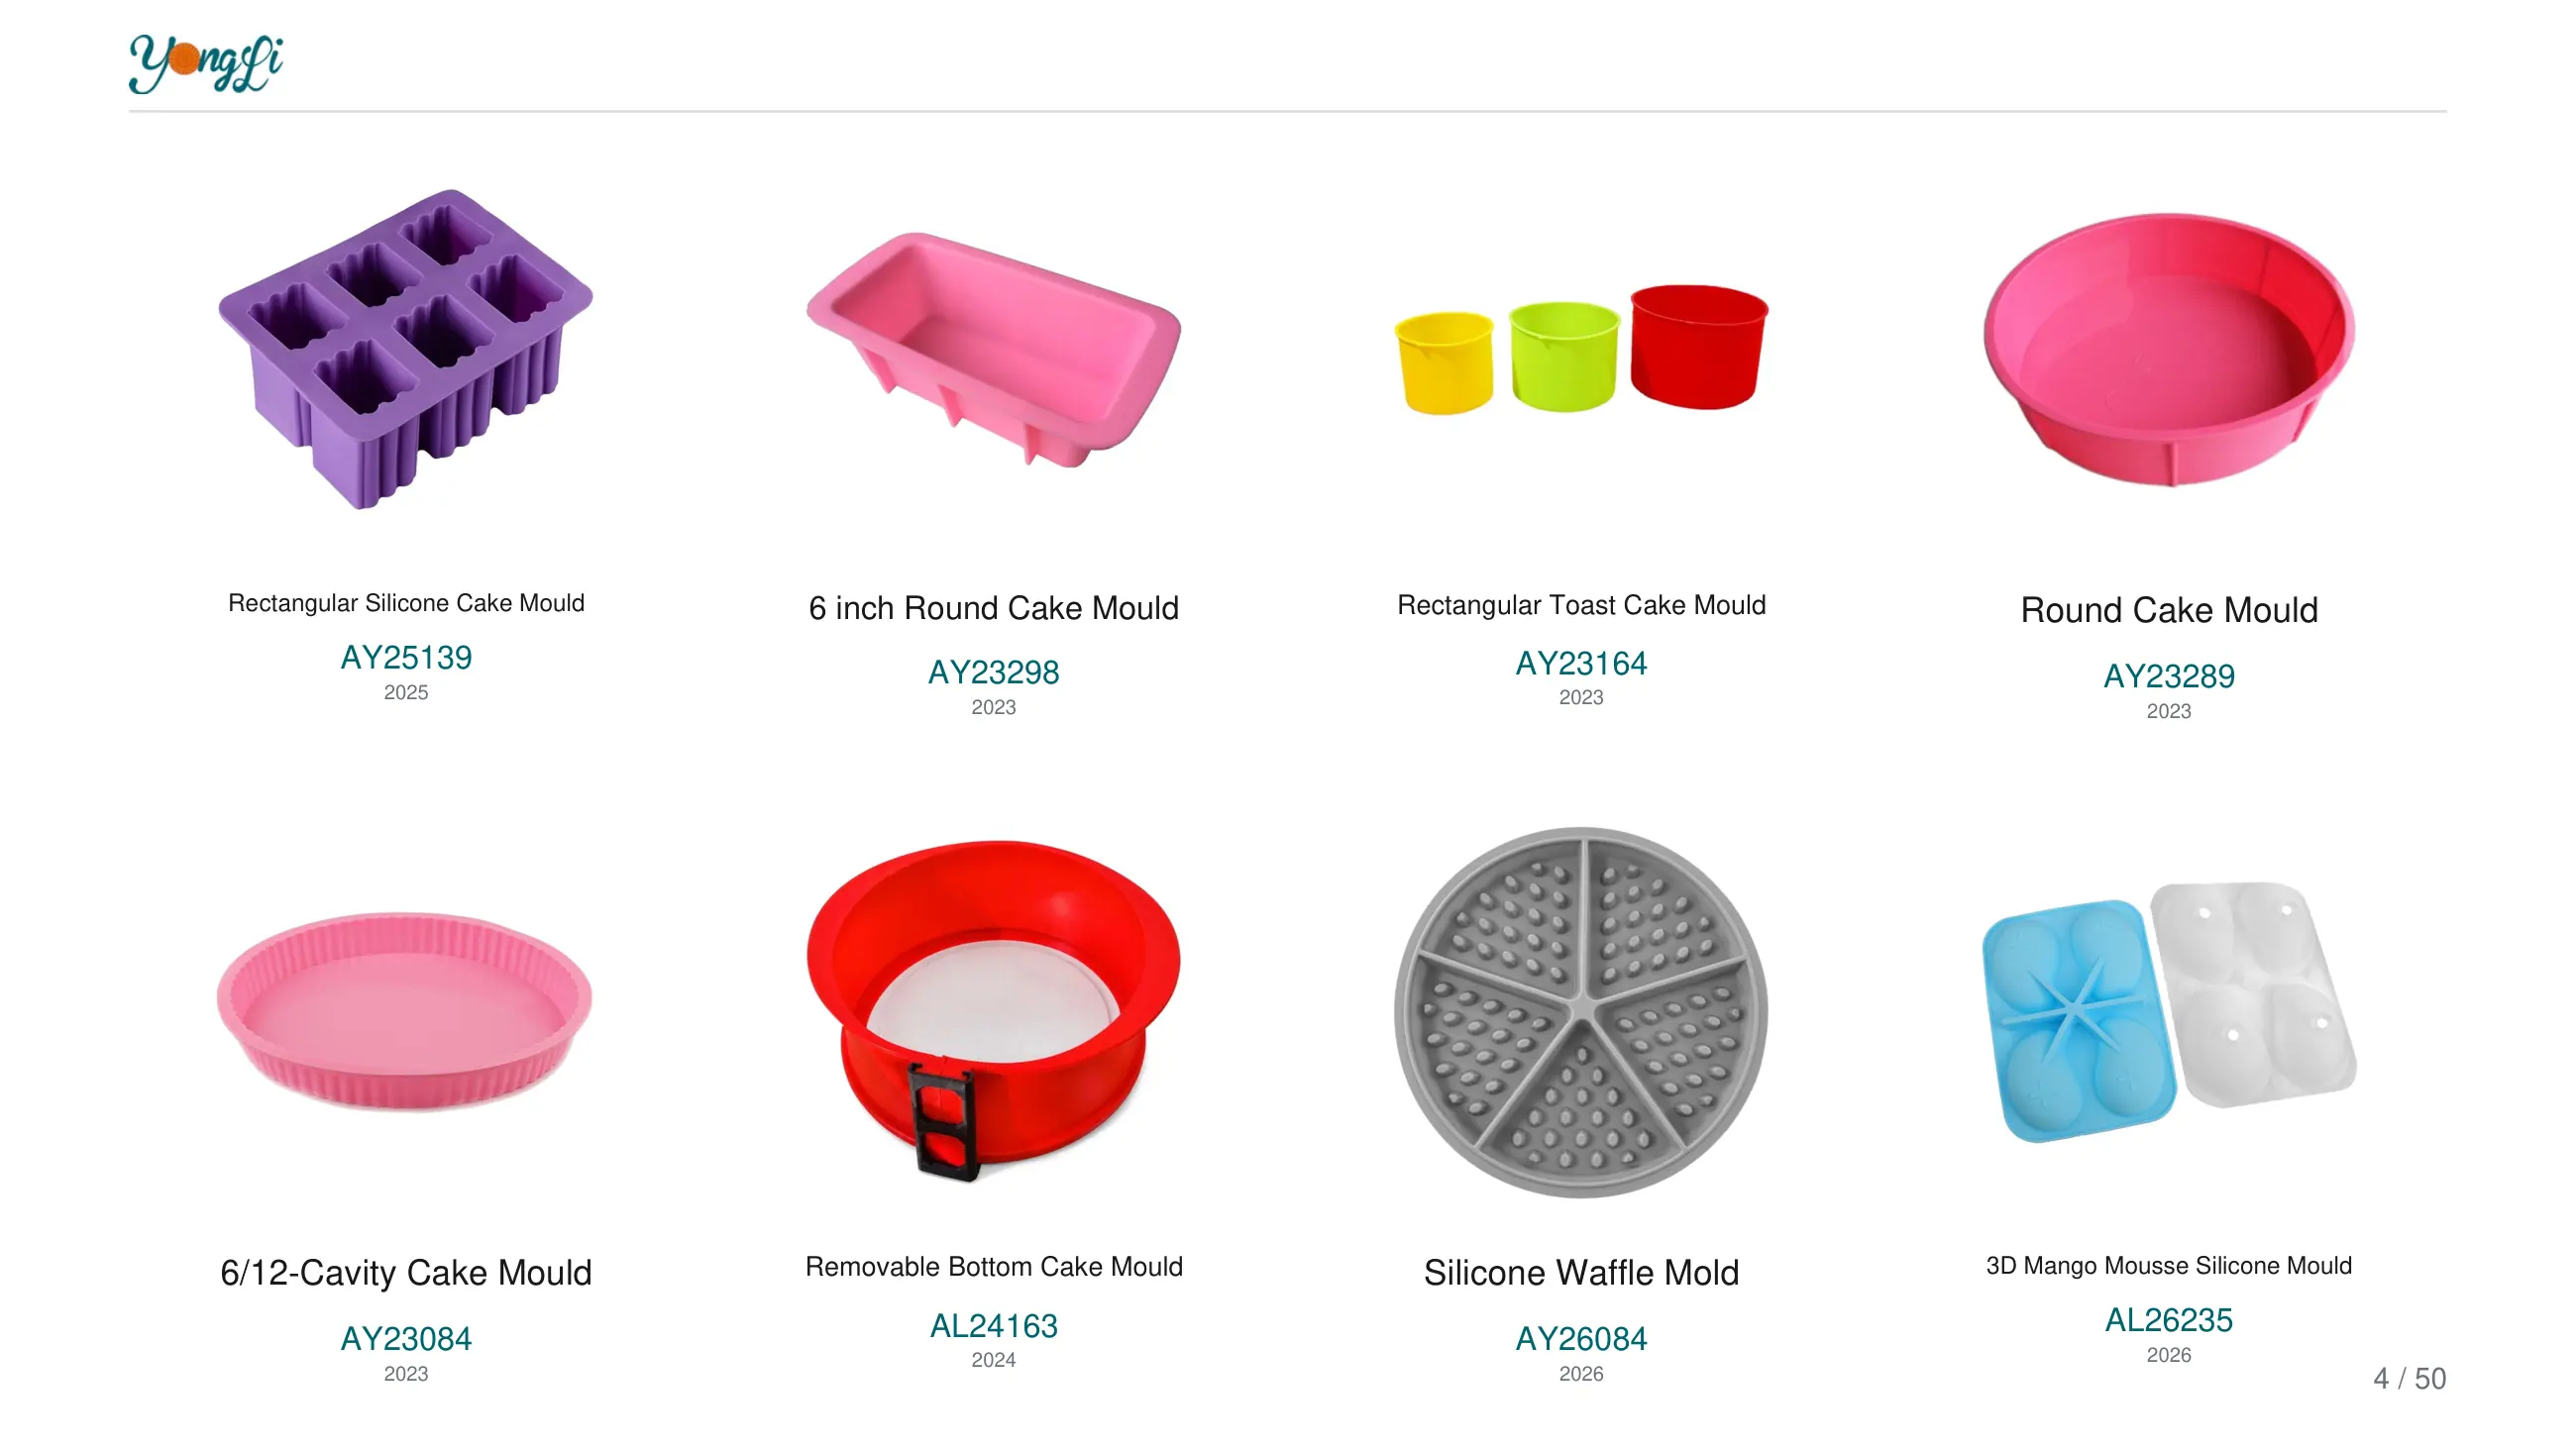 YongLi
Rectangular Silicone Cake Mould
AY25139
2025
6 inch Round Cake Mould
AY23298
2023
Rectangular Toast Cake Mould
AY23164
2023
Round Cake Mould
AY23289
2023
6/12-Cavity Cake Mould
AY23084
2023
Removable Bottom Cake Mould
AL24163
2024
Silicone Waffle Mold
AY26084
2026
3D Mango Mousse Silicone Mould
AL26235
2026
4 / 50